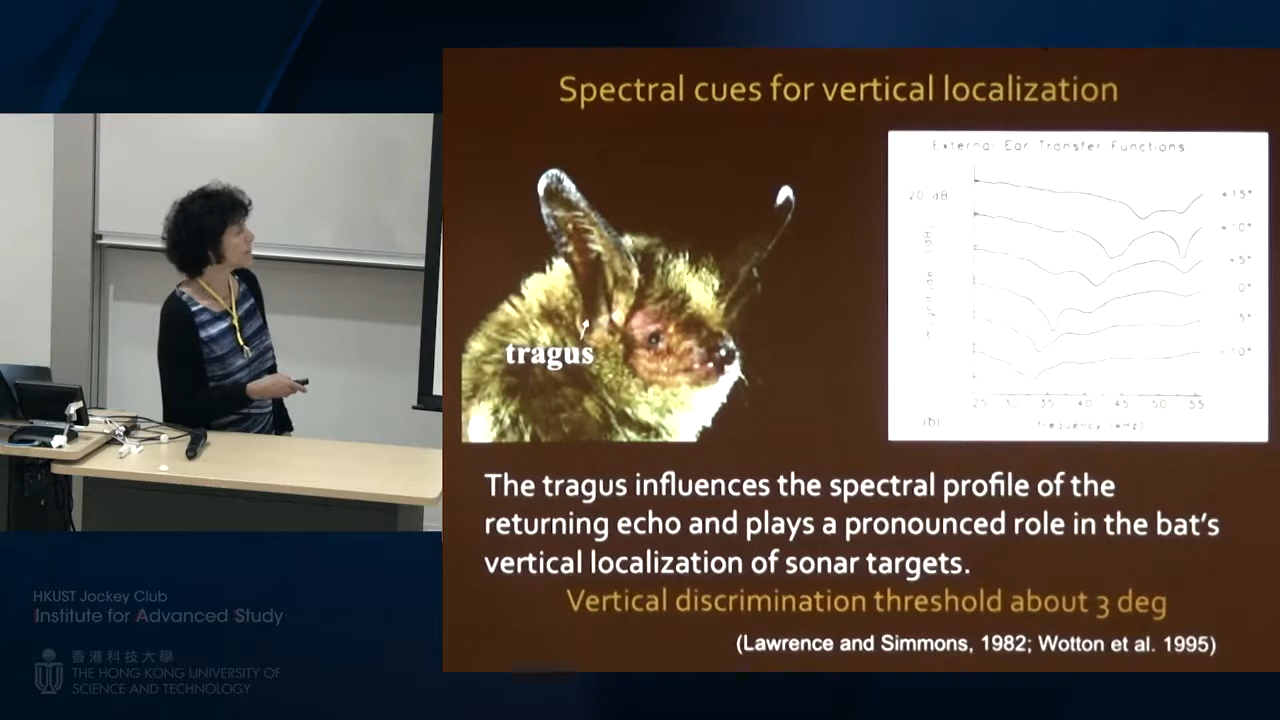 Spectral cues for vertical localization
External Ear Transfer Functions
20 dB
+15°
+10°
+5°
0°
5°
-10°
25 30 35 40 45 50 55
(b)
frequency (kHz)
tragus
The tragus influences the spectral profile of the
returning echo and plays a pronounced role in the bat's
vertical localization of sonar targets.
Vertical discrimination threshold about 3 deg
(Lawrence and Simmons, 1982; Wotton et al. 1995)
HKUST Jockey Club
Institute for Advanced Study
香港科技大學
THE HONG KONG UNIVERSITY OF
SCIENCE AND TECHNOLOGY